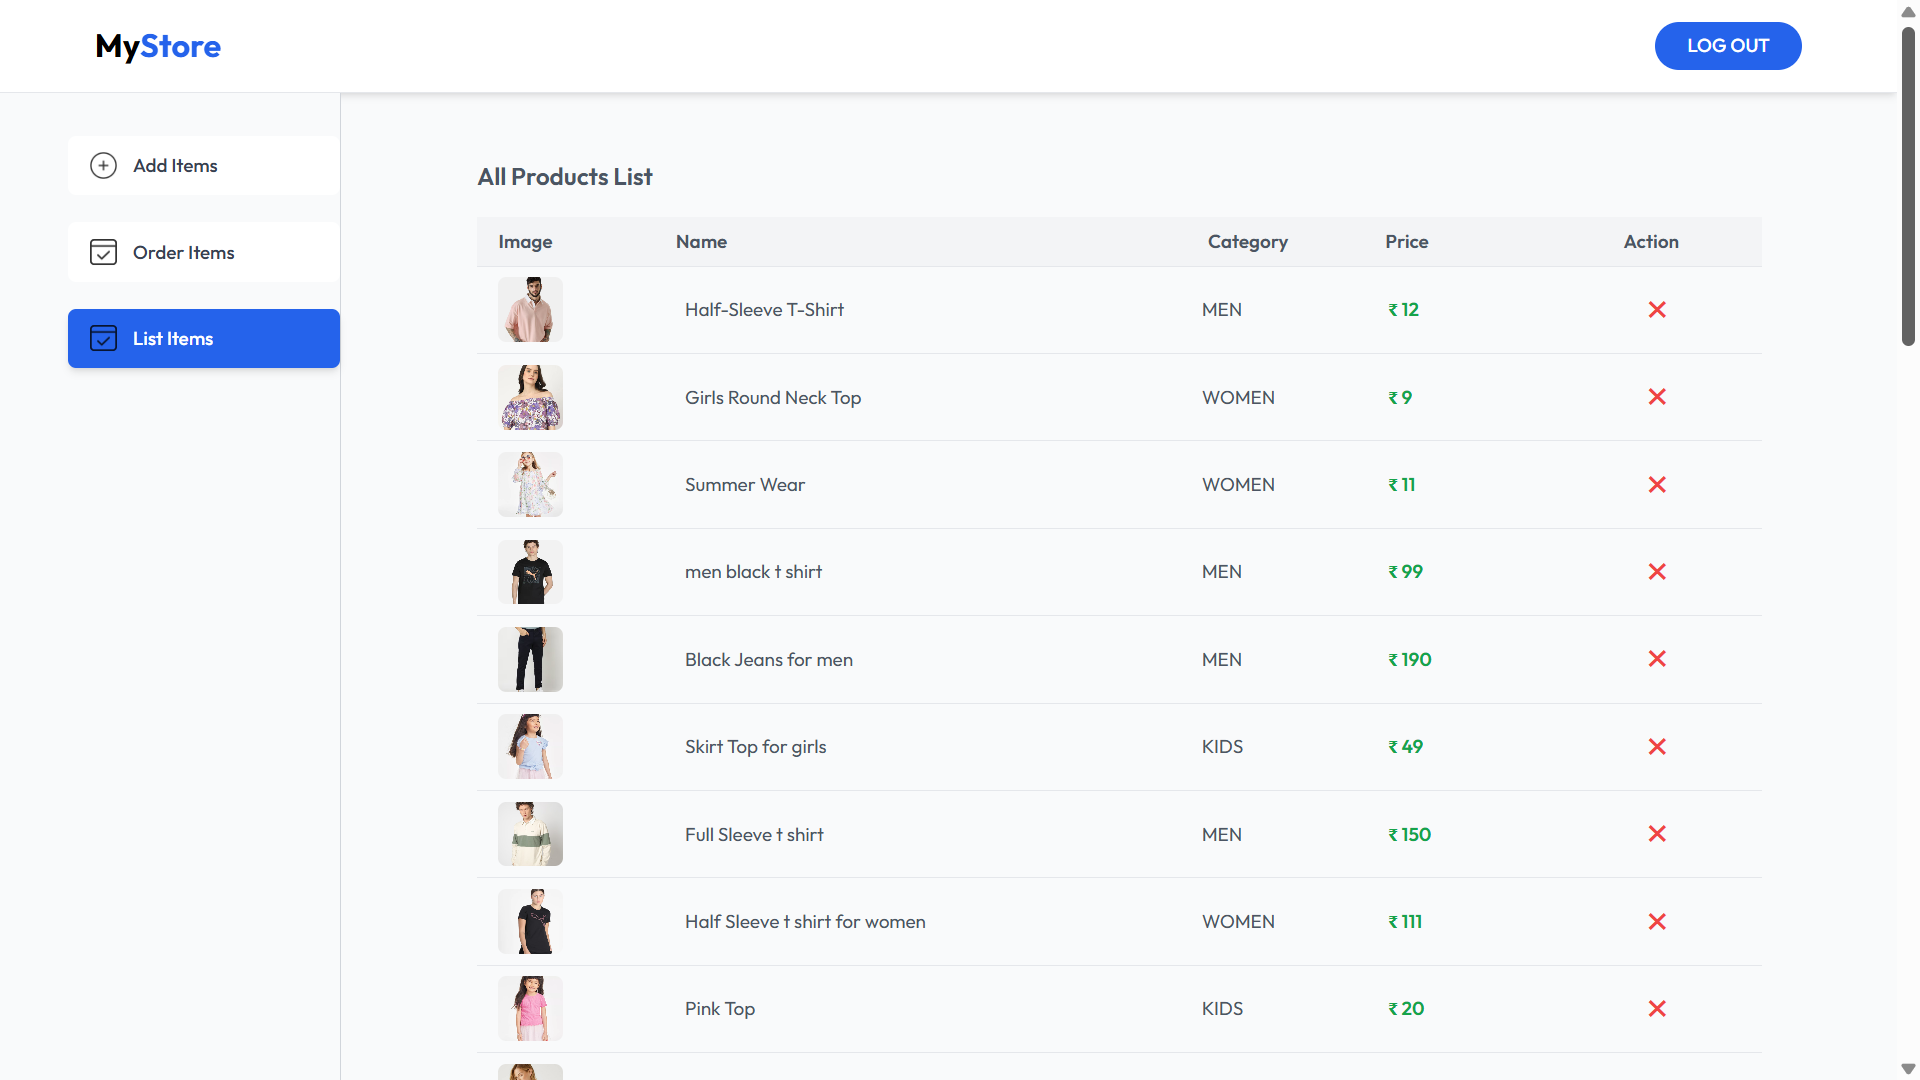 MyStore
LOG OUT
Add Items
Order Items
List Items
All Products List
Image Name Category Price Action
Half-Sleeve T-Shirt MEN ₹ 12
Girls Round Neck Top WOMEN ₹ 9
Summer Wear WOMEN ₹ 11
men black t shirt MEN ₹ 99
Black Jeans for men MEN ₹ 190
Skirt Top for girls KIDS ₹ 49
Full Sleeve t shirt MEN ₹ 150
Half Sleeve t shirt for women WOMEN ₹ 111
Pink Top KIDS ₹ 20